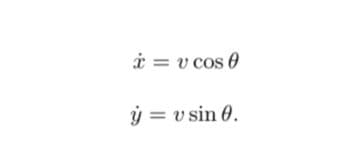 ẋ = v cos θ
ẏ = v sin θ.